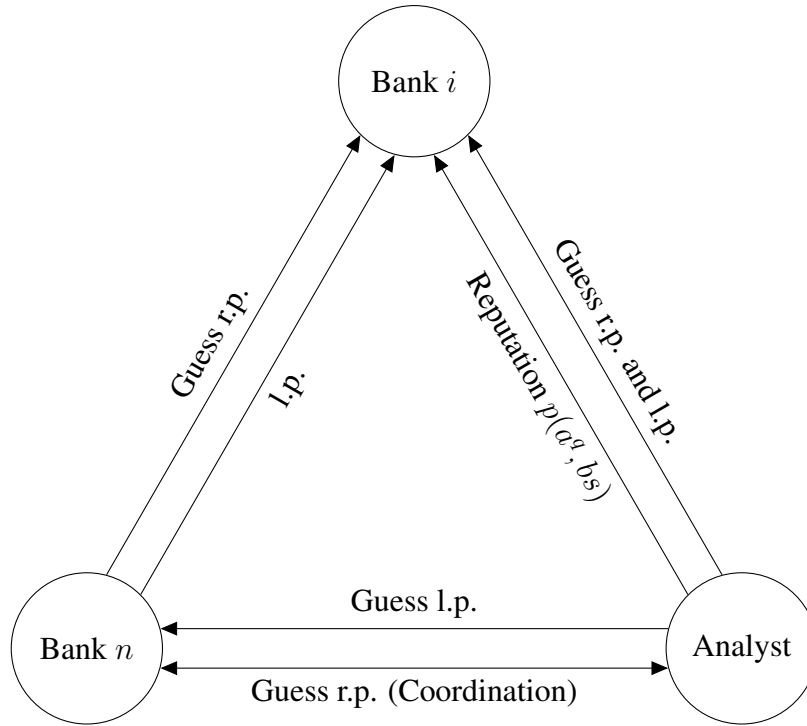 Bank i
Guess r.p.
l.p.
Reputation p(a^q, bs)
Guess r.p. and l.p.
Guess l.p.
Bank n
Analyst
Guess r.p. (Coordination)